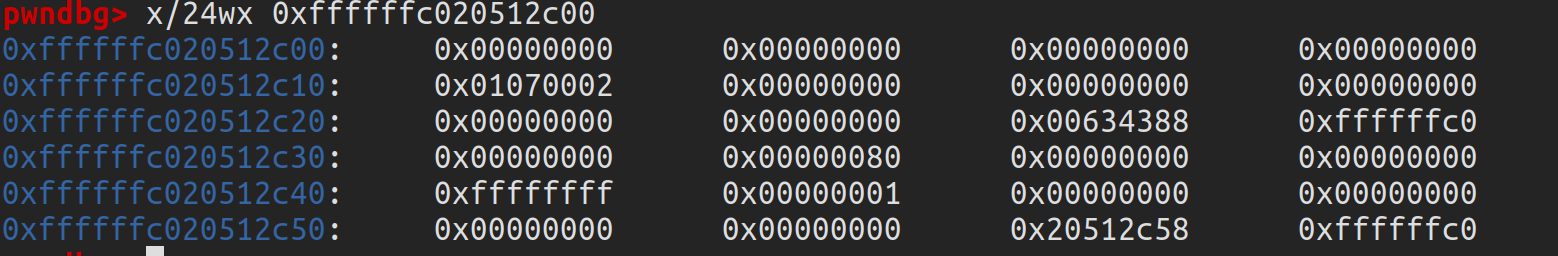 pwndbg> x/24wx 0xffffffc020512c00
0xffffffc020512c00: 0x00000000 0x00000000 0x00000000 0x00000000
0xffffffc020512c10: 0x01070002 0x00000000 0x00000000 0x00000000
0xffffffc020512c20: 0x00000000 0x00000000 0x00634388 0xffffffc0
0xffffffc020512c30: 0x00000000 0x00000080 0x00000000 0x00000000
0xffffffc020512c40: 0xffffffff 0x00000001 0x00000000 0x00000000
0xffffffc020512c50: 0x00000000 0x00000000 0x20512c58 0xffffffc0